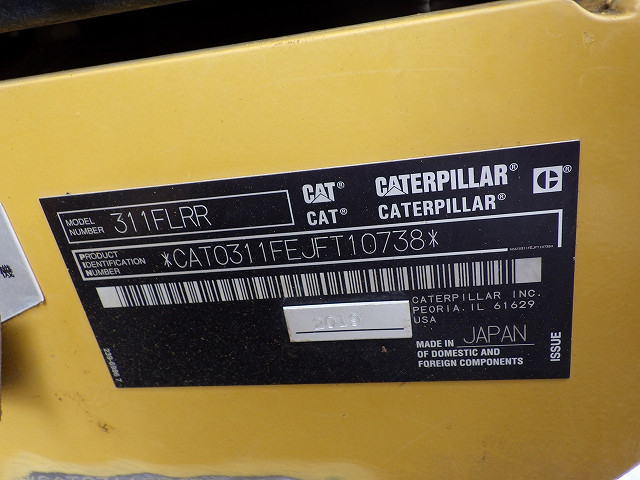 MODEL NUMBER 311FLRR
CAT® CATERPILLAR®
CAT® CATERPILLAR®
PRODUCT IDENTIFICATION NUMBER *CAT0311FEJFT10738*
CATERPILLAR INC.
PEORIA, IL 61629
USA
2019
MADE IN JAPAN
OF DOMESTIC AND
FOREIGN COMPONENTS
ISSUE